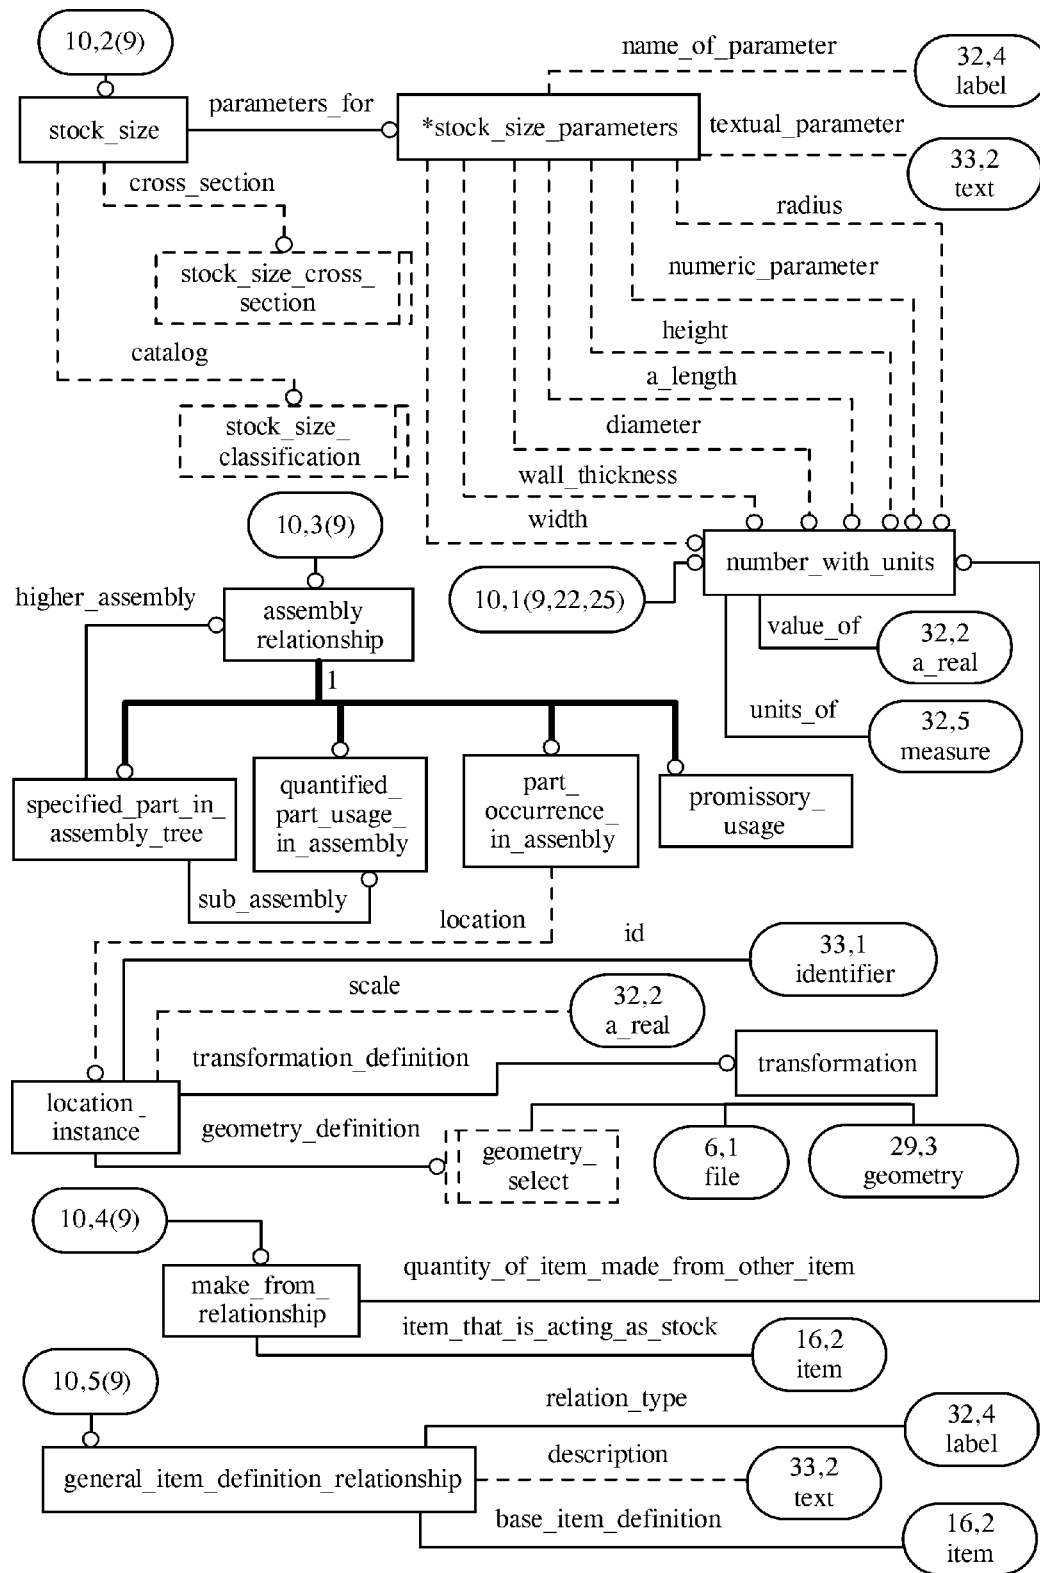 10,2(9)
name_of_parameter
32,4
label
stock_size
parameters_for
*stock_size_parameters
textual_parameter
33,2
text
cross_section
radius
stock_size_cross_
section
numeric_parameter
height
catalog
a_length
stock_size_
classification
diameter
wall_thickness
width
10,3(9)
number_with_units
higher_assembly
assembly
relationship
10,1(9,22,25)
value_of
32,2
a_real
1
units_of
32,5
measure
specified_part_in_
assembly_tree
quantified_
part_usage_
in_assembly
part_
occurrence_
in_assenbly
promissory_
usage
sub_assembly
location
id
33,1
identifier
scale
32,2
a_real
transformation_definition
transformation
location_
instance
geometry_definition
geometry_
select
6,1
file
29,3
geometry
10,4(9)
make_from_
relationship
quantity_of_item_made_from_other_item
item_that_is_acting_as_stock
16,2
item
10,5(9)
relation_type
32,4
label
general_item_definition_relationship
description
33,2
text
base_item_definition
16,2
item